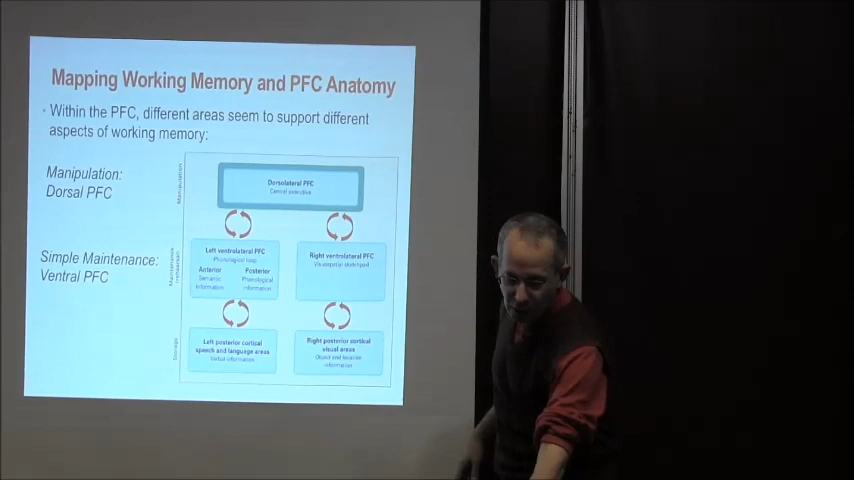 Mapping Working Memory and PFC Anatomy
• Within the PFC, different areas seem to support different
aspects of working memory:
Manipulation:
Dorsal PFC
Simple Maintenance:
Ventral PFC
Manipulation
Dorsolateral PFC
Central executive
Maintenance
(rehearsal)
Left ventrolateral PFC
Phonological loop
Anterior
Semantic
information
Posterior
Phonological
information
Right ventrolateral PFC
Visuospatial sketchpad
Storage
Left posterior cortical
speech and language areas
Verbal information
Right posterior cortical
visual areas
Object and location
information